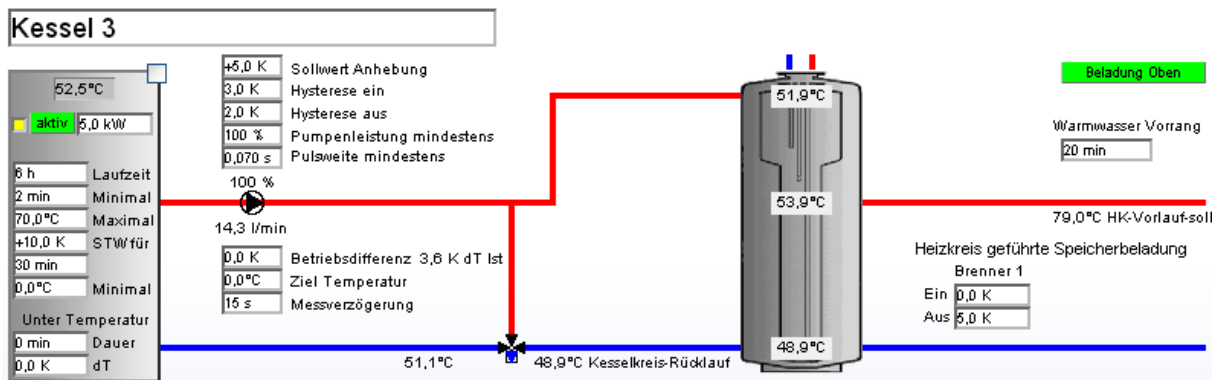 Kessel 3
52,5°C
aktiv 5,0 kW
6 h Laufzeit
2 min Minimal
70,0°C Maximal
+10,0 K STW für
30 min
0,0°C Minimal
Unter Temperatur
0 min Dauer
0,0 K dT
+5,0 K Sollwert Anhebung
3,0 K Hysterese ein
2,0 K Hysterese aus
100 % Pumpenleistung mindestens
0,070 s Pulsweite mindestens
100 %
14,3 l/min
0,0 K Betriebsdifferenz 3,6 K dT Ist
0,0°C Ziel Temperatur
15 s Messverzögerung
51,1°C
48,9°C Kesselkreis-Rücklauf
51,9°C
53,9°C
48,9°C
Beladung Oben
Warmwasser Vorrang
20 min
79,0°C HK-Vorlauf-soll
Heizkreis geführte Speicherbeladung
Brenner 1
Ein 0,0 K
Aus 5,0 K